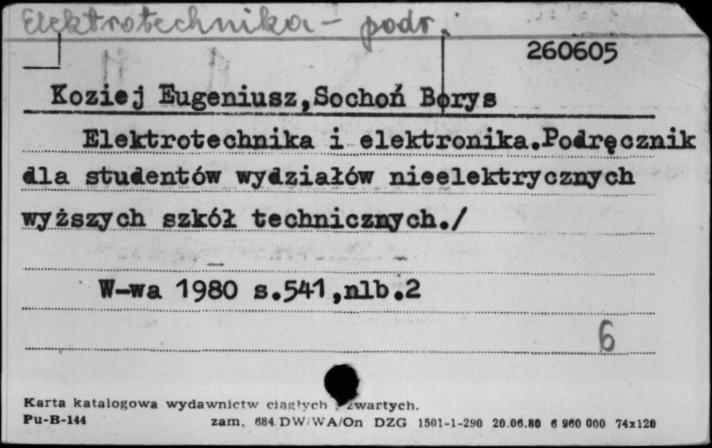 Elektrotechnika - podr.
260605
Koziej Eugeniusz,Sochoń Borys
Elektrotechnika i elektronika.Podręcznik
dla studentów wydziałów nieelektrycznych
wyższych szkół technicznych./
W-wa 1980 s.541,nlb.2
6
Karta katalogowa wydawnictw ciągłych zwartych.
Pu-B-144 zam. 684 DW/WA/On DZG 1501-1-290 20.06.80 6 960 000 74x120